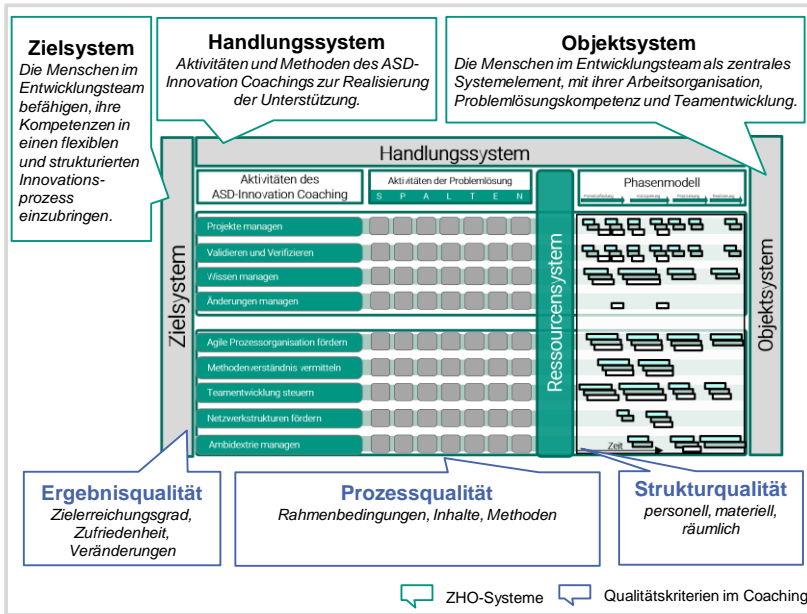 Zielsystem
Die Menschen im
Entwicklungsteam
befähigen, ihre
Kompetenzen in
einen flexiblen
und strukturierten
Innovations-
prozess
einzubringen.
Handlungssystem
Aktivitäten und Methoden des ASD-
Innovation Coachings zur Realisierung
der Unterstützung.
Objektsystem
Die Menschen im Entwicklungsteam als zentrales
Systemelement, mit ihrer Arbeitsorganisation,
Problemlösungskompetenz und Teamentwicklung.
Handlungssystem
Zielsystem
Aktivitäten des
ASD-Innovation Coaching
Aktivitäten der Problemlösung
S P A L T E N
Ressourcensystem
Phasenmodell
Objektsystem
Projekte managen
Validieren und Verifizieren
Wissen managen
Änderungen managen
Agile Prozessorganisation fördern
Methodenverständnis vermitteln
Teamentwicklung steuern
Netzwerkstrukturen fördern
Ambidextrie managen
Zeit
Ergebnisqualität
Zielerreichungsgrad,
Zufriedenheit,
Veränderungen
Prozessqualität
Rahmenbedingungen, Inhalte, Methoden
Strukturqualität
personell, materiell,
räumlich
ZHO-Systeme
Qualitätskriterien im Coaching